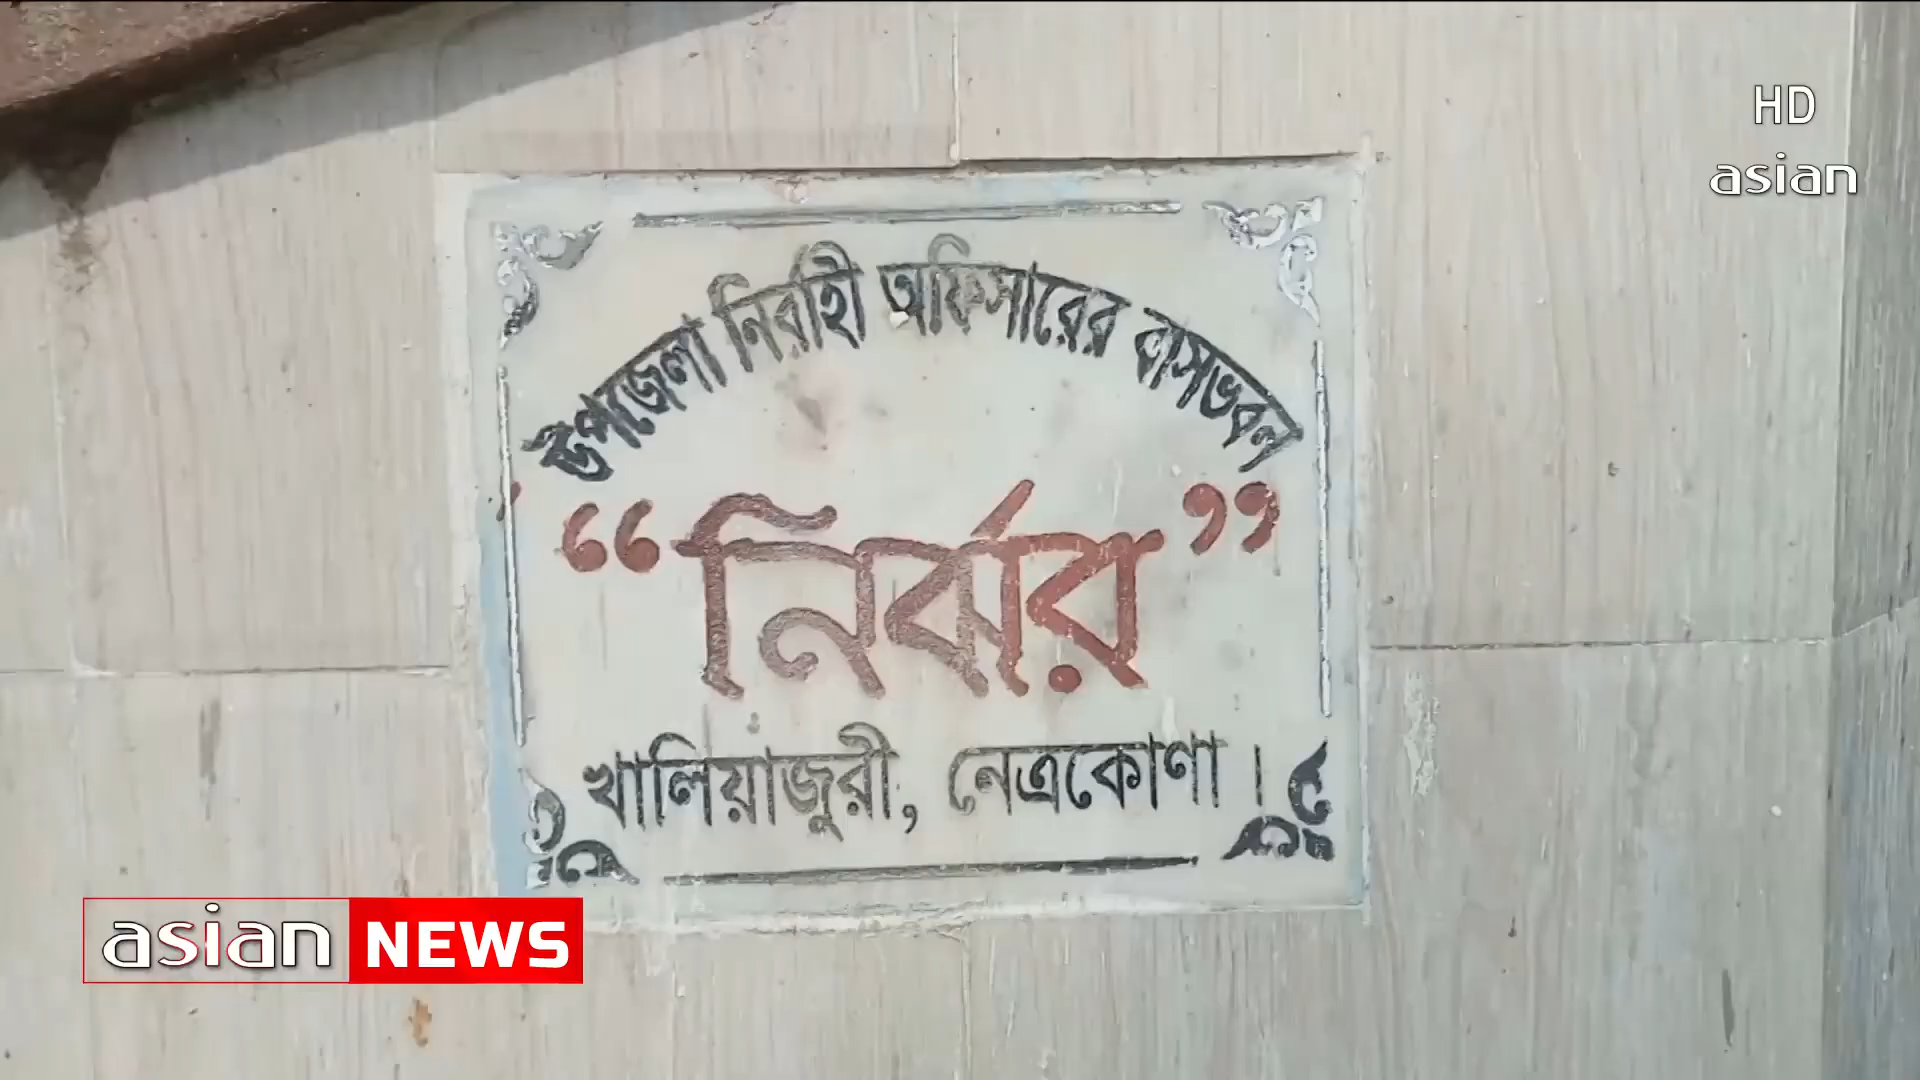 HD
asian
উপজেলা নির্বাহী অফিসারের বাসভবন
“নির্ঝর”
খালিয়াজুরী, নেত্রকোণা।
asian NEWS